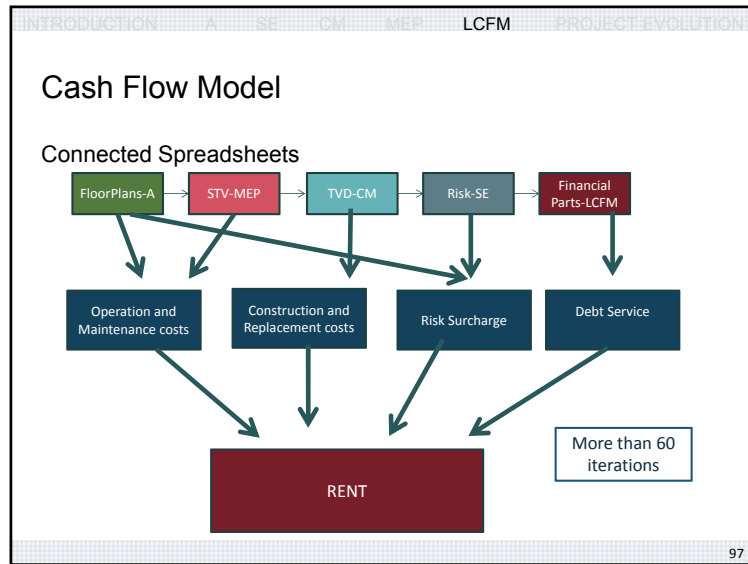 INTRODUCTION A SE CM MEP LCFM PROJECT EVOLUTION
Cash Flow Model
Connected Spreadsheets
FloorPlans-A
STV-MEP
TVD-CM
Risk-SE
Financial
Parts-LCFM
Operation and
Maintenance costs
Construction and
Replacement costs
Risk Surcharge
Debt Service
More than 60
iterations
RENT
97